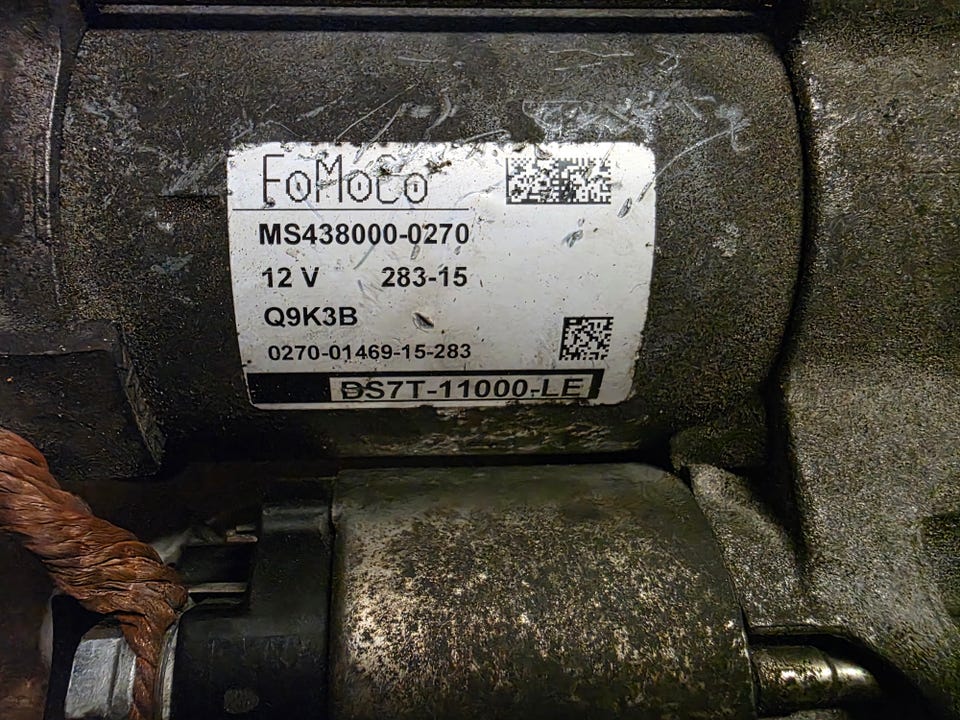 FoMoCo
MS438000-0270
12 V 283-15
Q9K3B
0270-01469-15-283
DS7T-11000-LE